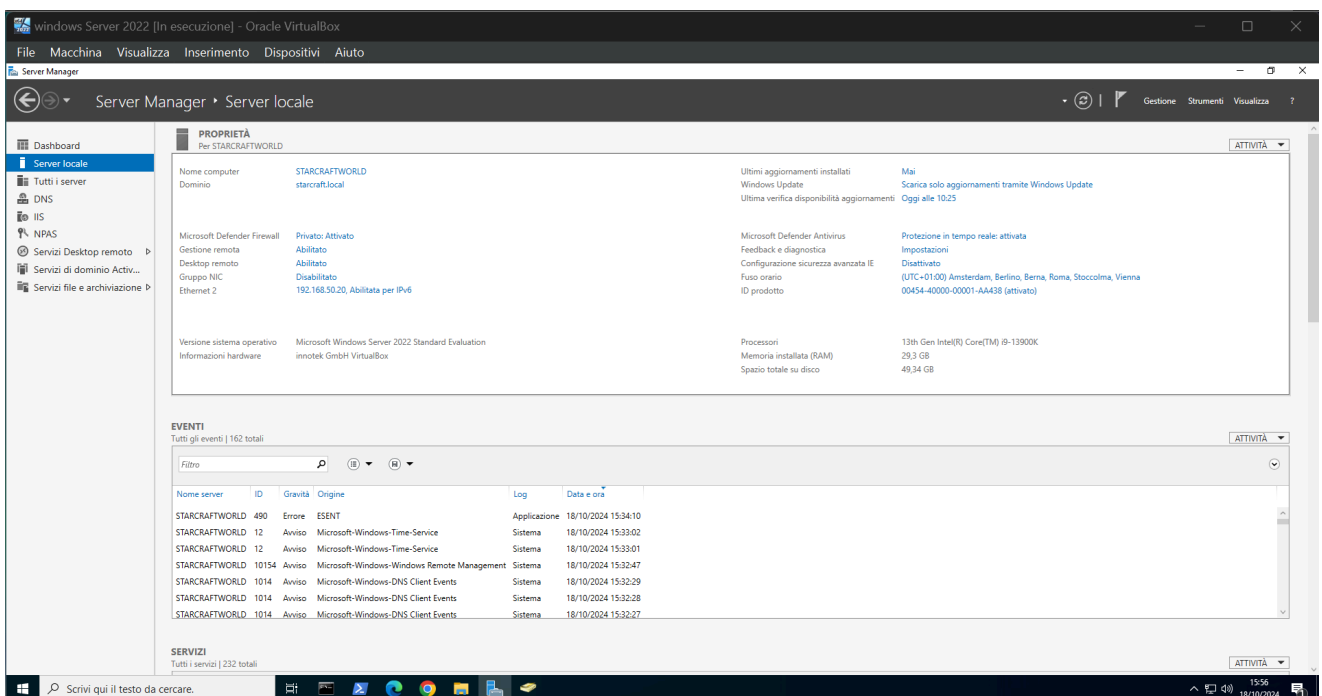 windows Server 2022 [In esecuzione] - Oracle VirtualBox
File Macchina Visualizza Inserimento Dispositivi Aiuto
Server Manager
Server Manager ‣ Server locale
Gestione Strumenti Visualizza ?
Dashboard
Server locale
Tutti i server
DNS
IIS
NPAS
Servizi Desktop remoto
Servizi di dominio Activ...
Servizi file e archiviazione
PROPRIETÀ
Per STARCRAFTWORLD
ATTIVITÀ
Nome computer STARCRAFTWORLD
Dominio starcraft.local
Ultimi aggiornamenti installati Mai
Windows Update Scarica solo aggiornamenti tramite Windows Update
Ultima verifica disponibilità aggiornamenti Oggi alle 10:25
Microsoft Defender Firewall Privato: Attivato
Gestione remota Abilitato
Desktop remoto Abilitato
Gruppo NIC Disabilitato
Ethernet 2 192.168.50.20, Abilitata per IPv6
Microsoft Defender Antivirus Protezione in tempo reale: attivata
Feedback e diagnostica Impostazioni
Configurazione sicurezza avanzata IE Disattivato
Fuso orario (UTC+01:00) Amsterdam, Berlino, Berna, Roma, Stoccolma, Vienna
ID prodotto 00454-40000-00001-AA438 (attivato)
Versione sistema operativo Microsoft Windows Server 2022 Standard Evaluation
Informazioni hardware innotek GmbH VirtualBox
Processori 13th Gen Intel(R) Core(TM) i9-13900K
Memoria installata (RAM) 29,3 GB
Spazio totale su disco 49,34 GB
EVENTI
Tutti gli eventi | 162 totali
ATTIVITÀ
Filtro
Nome server ID Gravità Origine Log Data e ora
STARCRAFTWORLD 490 Errore ESENT Applicazione 18/10/2024 15:34:10
STARCRAFTWORLD 12 Avviso Microsoft-Windows-Time-Service Sistema 18/10/2024 15:33:02
STARCRAFTWORLD 12 Avviso Microsoft-Windows-Time-Service Sistema 18/10/2024 15:33:01
STARCRAFTWORLD 10154 Avviso Microsoft-Windows-Windows Remote Management Sistema 18/10/2024 15:32:47
STARCRAFTWORLD 1014 Avviso Microsoft-Windows-DNS Client Events Sistema 18/10/2024 15:32:29
STARCRAFTWORLD 1014 Avviso Microsoft-Windows-DNS Client Events Sistema 18/10/2024 15:32:28
STARCRAFTWORLD 1014 Avviso Microsoft-Windows-DNS Client Events Sistema 18/10/2024 15:32:27
SERVIZI
Tutti i servizi | 232 totali
ATTIVITÀ
Scrivi qui il testo da cercare.
15:56
18/10/2024